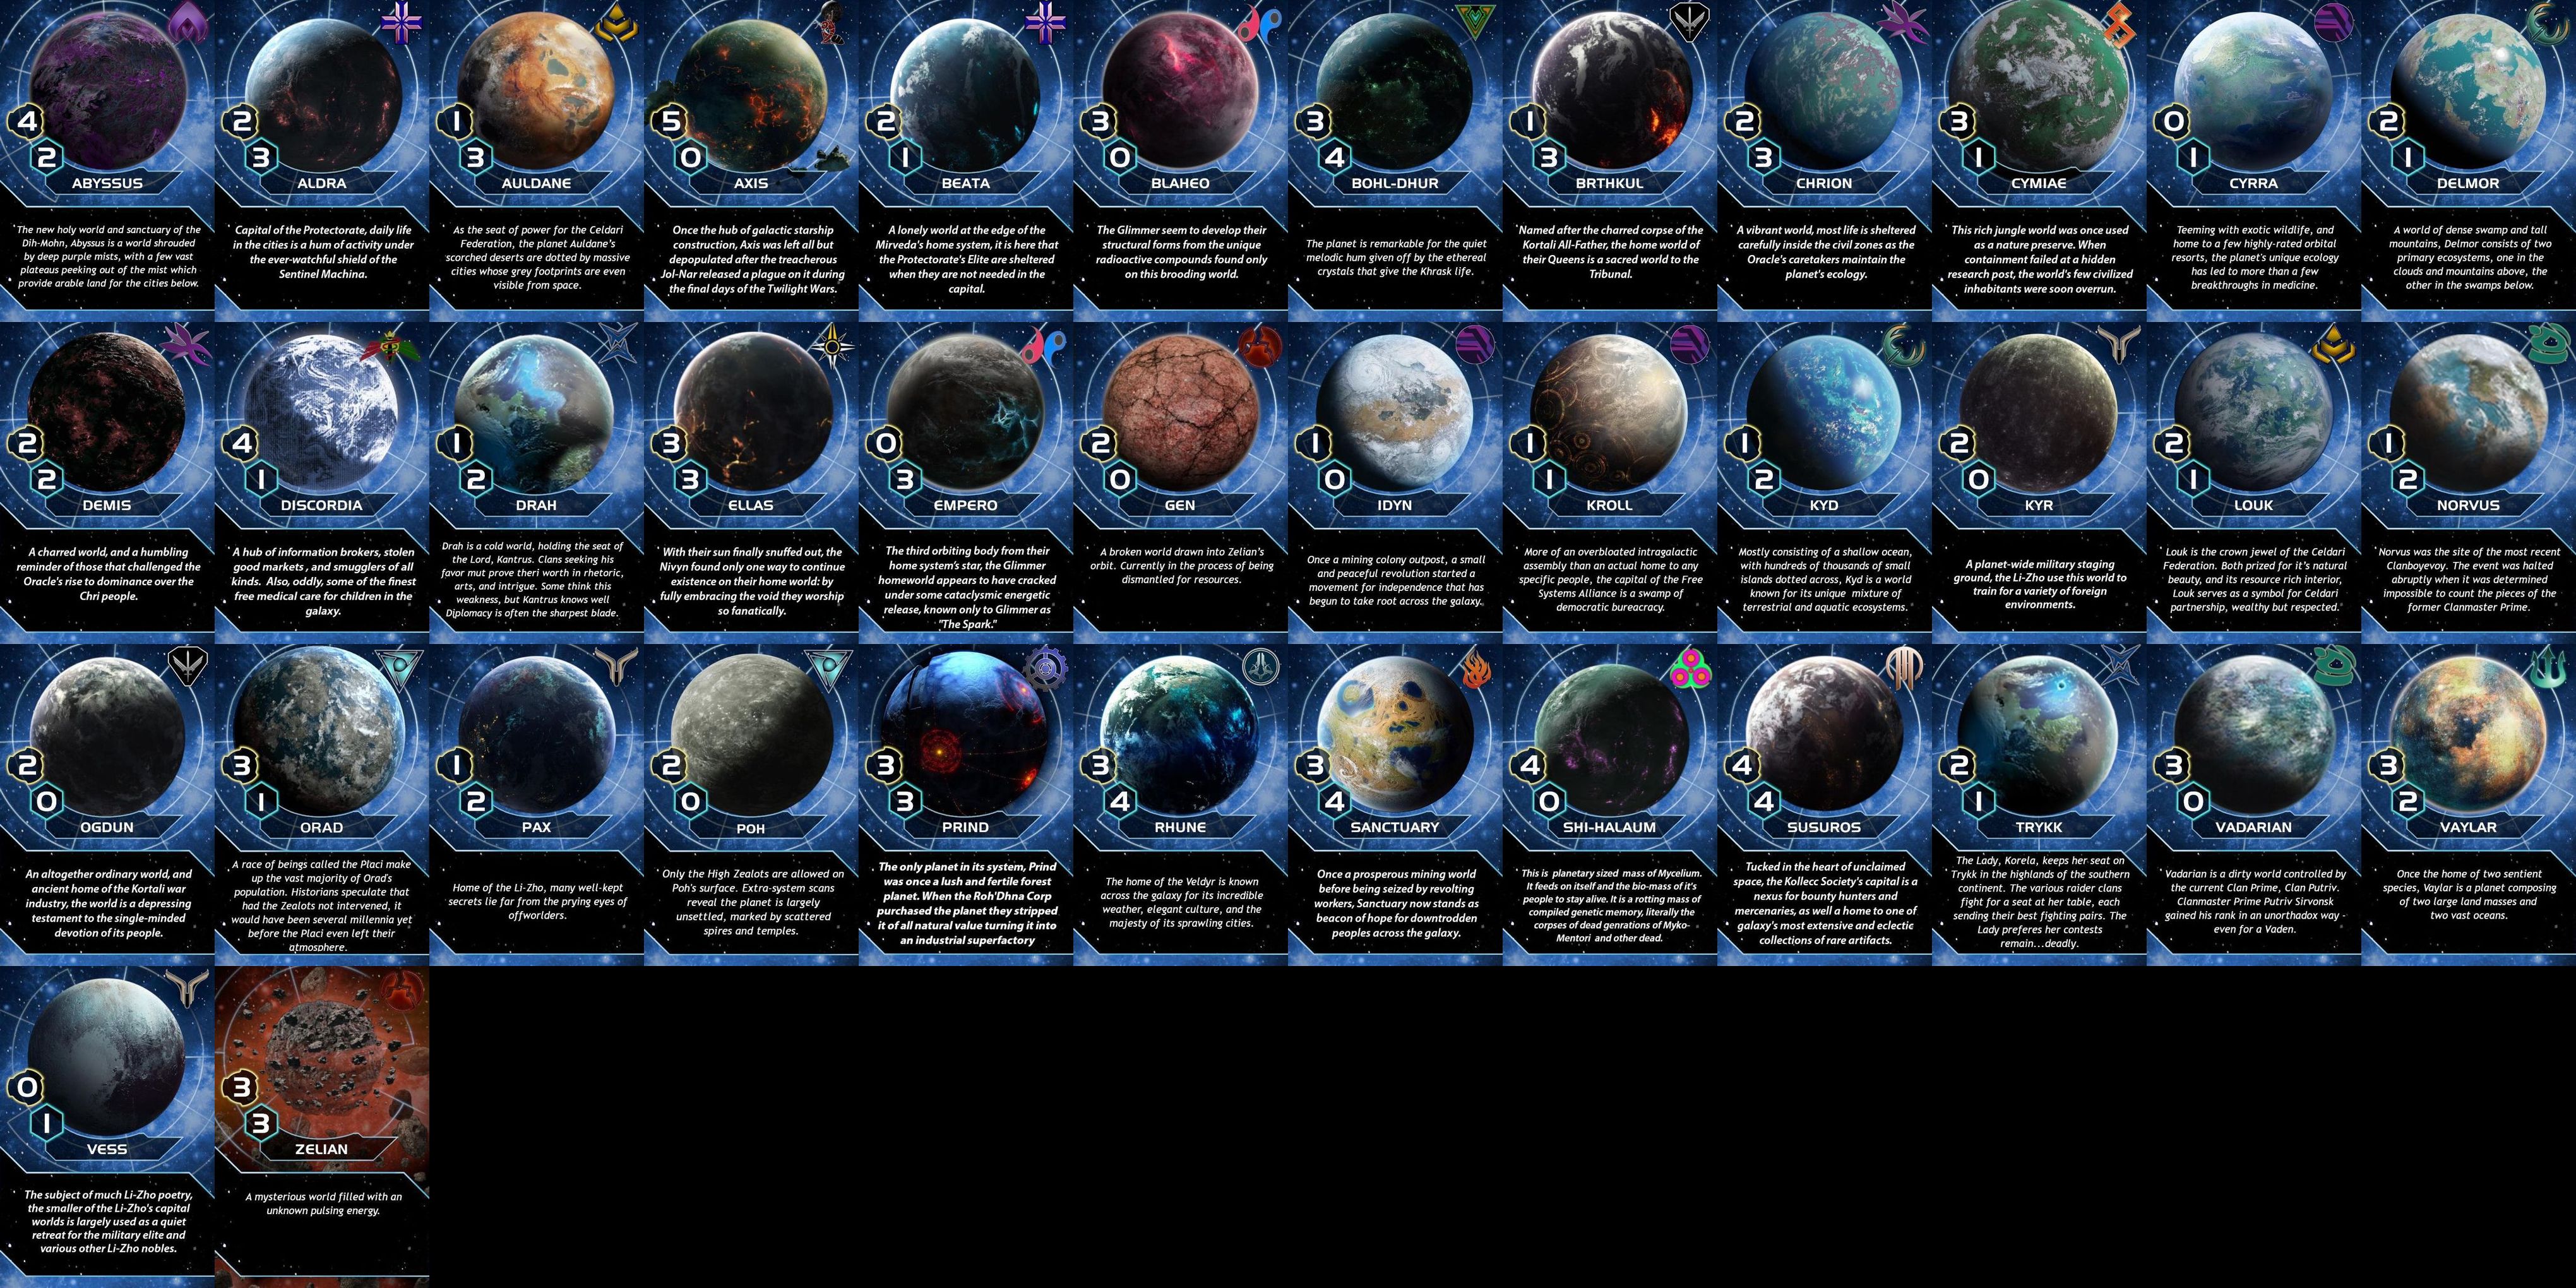 4
2
ABYSSUS
The new holy world and sanctuary of the
Dih-Mohn, Abyssus is a world shrouded
by deep purple mists, with a few vast
plateaus peeking out of the mist which
provide arable land for the cities below.
2
3
ALDRA
Capital of the Protectorate, daily life
in the cities is a hum of activity under
the ever-watchful shield of the
Sentinel Machina.
1
3
AULDANE
As the seat of power for the Celdari
Federation, the planet Auldane's
scorched deserts are dotted by massive
cities whose grey footprints are even
visible from space.
5
0
AXIS
Once the hub of galactic starship
construction, Axis was left all but
depopulated after the treacherous
Jol-Nar released a plague on it during
the final days of the Twilight Wars.
2
1
BEATA
A lonely world at the edge of the
Mirveda's home system, it is here that
the Protectorate's Elite are sheltered
when they are not needed in the
capital.
3
0
BLAHEO
The Glimmer seem to develop their
structural forms from the unique
radioactive compounds found only
on this brooding world.
3
4
BOHL-DHUR
The planet is remarkable for the quiet
melodic hum given off by the ethereal
crystals that give the Khrask life.
1
3
BRTHKUL
Named after the charred corpse of the
Kortali All-Father, the home world of
their Queens is a sacred world to the
Tribunal.
2
3
CHRION
A vibrant world, most life is sheltered
carefully inside the civil zones as the
Oracle's caretakers maintain the
planet's ecology.
3
1
CYMIAE
This rich jungle world was once used
as a nature preserve. When
containment failed at a hidden
research post, the world's few civilized
inhabitants were soon overrun.
0
1
CYRRA
Teeming with exotic wildlife, and
home to a few highly-rated orbital
resorts, the planet's unique ecology
has led to more than a few
breakthroughs in medicine.
2
1
DELMOR
A world of dense swamp and tall
mountains, Delmor consists of two
primary ecosystems, one in the
clouds and mountains above, the
other in the swamps below.
2
2
DEMIS
A charred world, and a humbling
reminder of those that challenged the
Oracle's rise to dominance over the
Chri people.
4
1
DISCORDIA
A hub of information brokers, stolen
good markets , and smugglers of all
kinds. Also, oddly, some of the finest
free medical care for children in the
galaxy.
1
2
DRAH
Drah is a cold world, holding the seat of
the Lord, Kantrus. Clans seeking his
favor mut prove theri worth in rhetoric,
arts, and intrigue. Some think this
weakness, but Kantrus knows well
Diplomacy is often the sharpest blade.
3
3
ELLAS
With their sun finally snuffed out, the
Nivyn found only one way to continue
existence on their home world: by
fully embracing the void they worship
so fanatically.
0
3
EMPERO
The third orbiting body from their
home system's star, the Glimmer
homeworld appears to have cracked
under some cataclysmic energetic
release, known only to Glimmer as
"The Spark."
2
0
GEN
A broken world drawn into Zelian's
orbit. Currently in the process of being
dismantled for resources.
1
0
IDYN
Once a mining colony outpost, a small
and peaceful revolution started a
movement for independence that has
begun to take root across the galaxy.
1
1
KROLL
More of an overbloated intragalactic
assembly than an actual home to any
specific people, the capital of the Free
Systems Alliance is a swamp of
democratic bureaucracy.
1
2
KYD
Mostly consisting of a shallow ocean,
with hundreds of thousands of small
islands dotted across, Kyd is a world
known for its unique mixture of
terrestrial and aquatic ecosystems.
2
0
KYR
A planet-wide military staging
ground, the Li-Zho use this world to
train for a variety of foreign
environments.
2
1
LOUK
Louk is the crown jewel of the Celdari
Federation. Both prized for it's natural
beauty, and its resource rich interior,
Louk serves as a symbol for Celdari
partnership, wealthy but respected.
1
2
NORVUS
Norvus was the site of the most recent
Clanboyevoy. The event was halted
abruptly when it was determined
impossible to count the pieces of the
former Clanmaster Prime.
2
0
OGDUN
An altogether ordinary world, and
ancient home of the Kortali war
industry, the world is a depressing
testament to the single-minded
devotion of its people.
3
1
ORAD
A race of beings called the Placi make
up the vast majority of Orad's
population. Historians speculate that
had the Zealots not intervened, it
would have been several millennia yet
before the Placi even left their
atmosphere.
1
2
PAX
Home of the Li-Zho, many well-kept
secrets lie far from the prying eyes of
offworlders.
2
0
POH
Only the High Zealots are allowed on
Poh's surface. Extra-system scans
reveal the planet is largely
unsettled, marked by scattered
spires and temples.
3
3
PRIND
The only planet in its system, Prind
was once a lush and fertile forest
planet. When the Roh'Dhna Corp
purchased the planet they stripped
it of all natural value turning it into
an industrial superfactory
3
4
RHUNE
The home of the Veldyr is known
across the galaxy for its incredible
weather, elegant culture, and the
majesty of its sprawling cities.
3
4
SANCTUARY
Once a prosperous mining world
before being seized by revolting
workers, Sanctuary now stands as
beacon of hope for downtrodden
peoples across the galaxy.
4
0
SHI-HALAUM
This is planetary sized mass of Mycelium.
It feeds on itself and the bio-mass of it's
people to stay alive. It is a rotting mass of
compiled genetic memory, literally the
corpses of dead genrations of Myko-
Mentori and other dead.
4
4
SUSUROS
Tucked in the heart of unclaimed
space, the Kollecc Society's capital is a
nexus for bounty hunters and
mercenaries, as well a home to one of
galaxy's most extensive and eclectic
collections of rare artifacts.
2
1
TRYKK
The Lady, Korela, keeps her seat on
Trykk in the highlands of the southern
continent. The various raider clans
fight for a seat at her table, each
sending their best fighting pairs. The
Lady preferes her contests
remain...deadly.
3
0
VADARIAN
Vadarian is a dirty world controlled by
the current Clan Prime, Clan Putriv.
Clanmaster Prime Putriv Sirvonsk
gained his rank in an unorthodox way -
even for a Vaden.
3
2
VAYLAR
Once the home of two sentient
species, Vaylar is a planet composing
of two large land masses and
two vast oceans.
0
1
VESS
The subject of much Li-Zho poetry,
the smaller of the Li-Zho's capital
worlds is largely used as a quiet
retreat for the military elite and
various other Li-Zho nobles.
3
3
ZELIAN
A mysterious world filled with an
unknown pulsing energy.